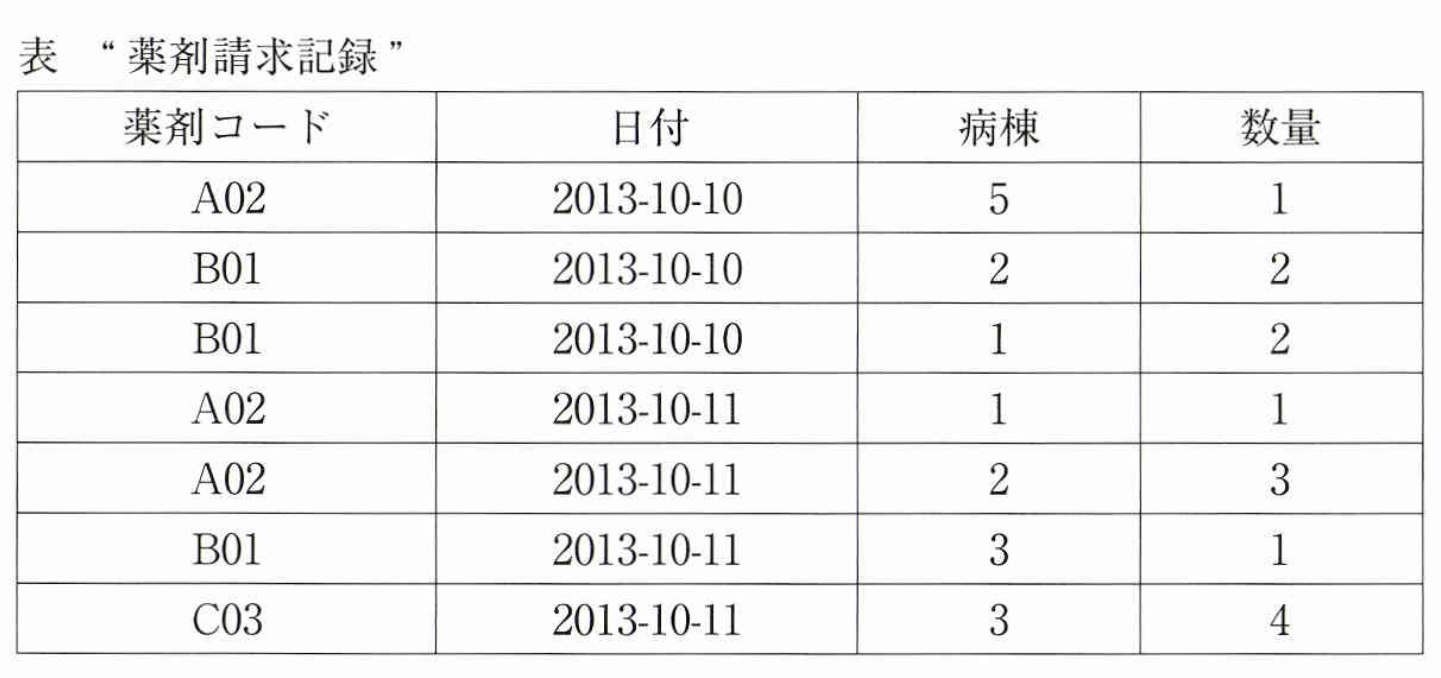 表 “薬剤請求記録”
薬剤コード 日付 病棟 数量
A02 2013-10-10 5 1
B01 2013-10-10 2 2
B01 2013-10-10 1 2
A02 2013-10-11 1 1
A02 2013-10-11 2 3
B01 2013-10-11 3 1
C03 2013-10-11 3 4